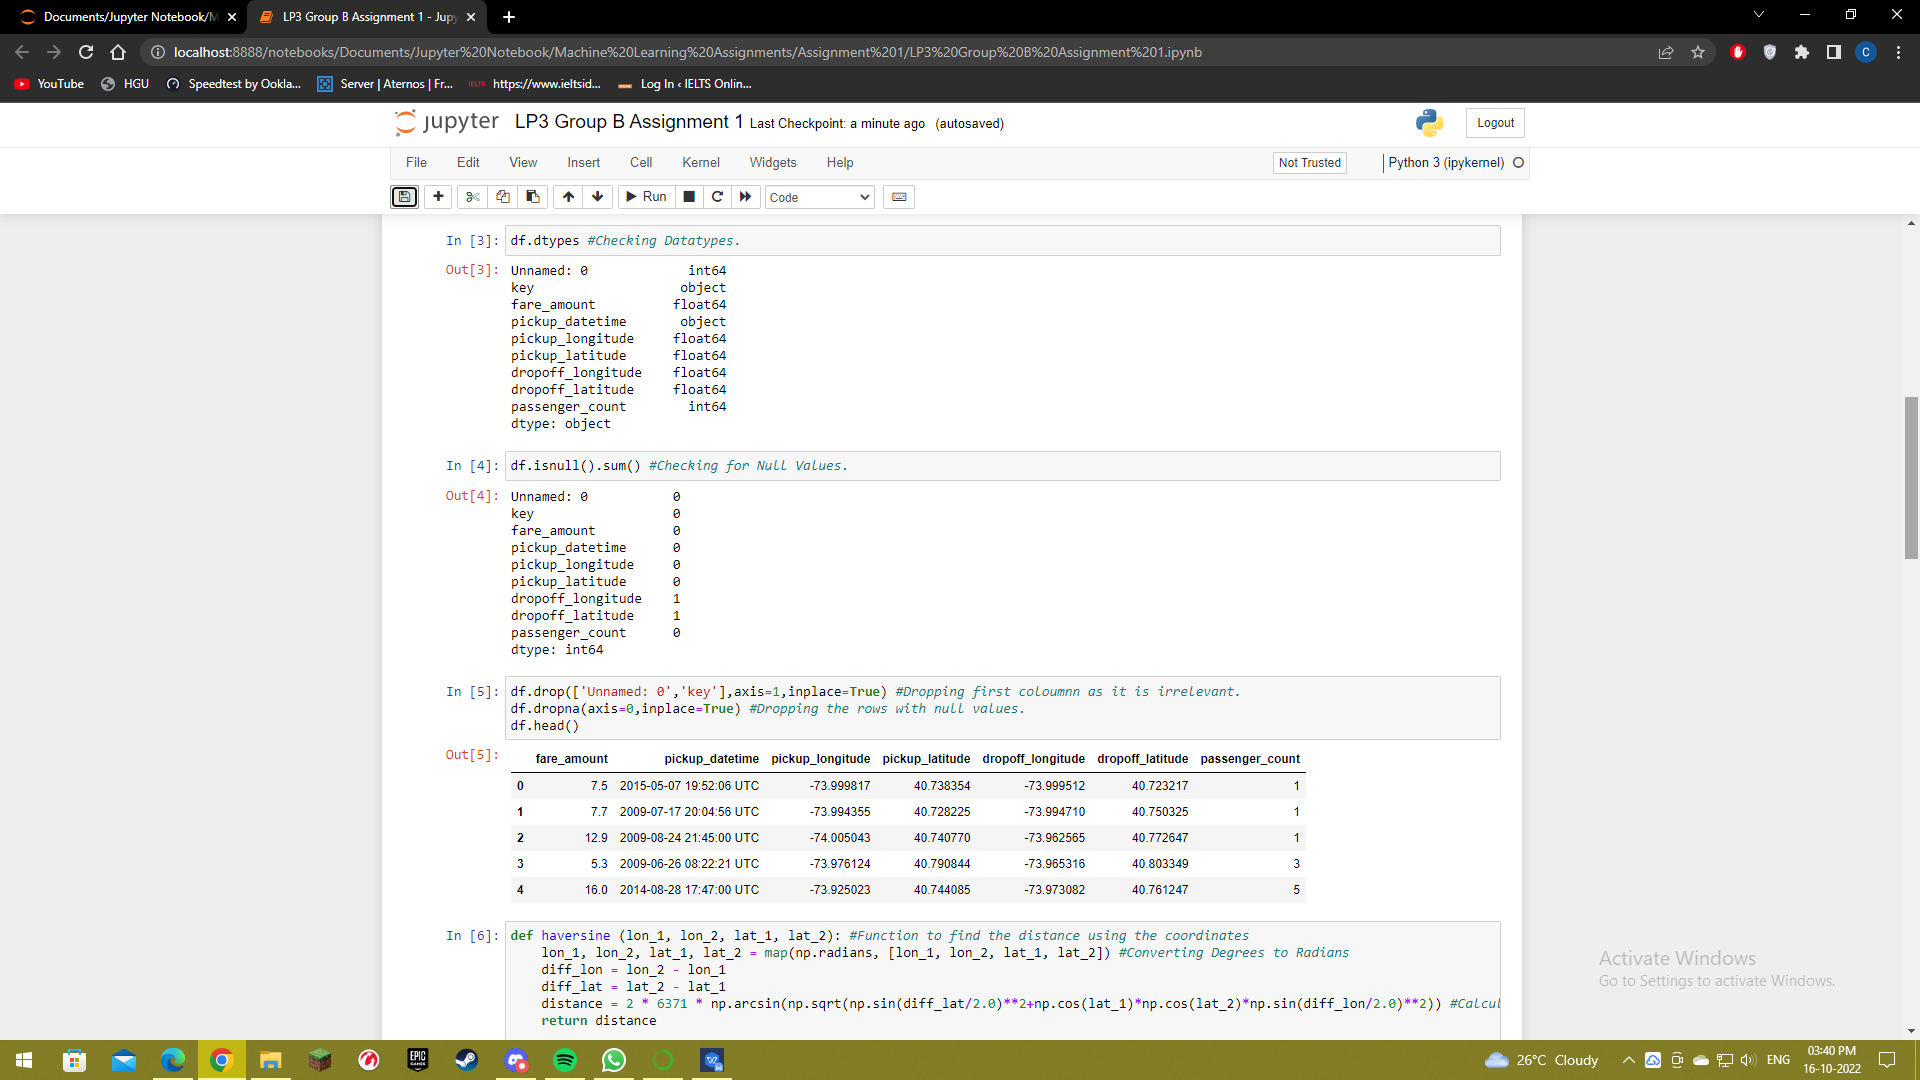 Documents/Jupyter Notebook/M
LP3 Group B Assignment 1 - Jupy
localhost:8888/notebooks/Documents/Jupyter%20Notebook/Machine%20Learning%20Assignments/Assignment%201/LP3%20Group%20B%20Assignment%201.ipynb
C
YouTube HGU Speedtest by Ookla... Server | Aternos | Fr... IELTS https://www.ieltsid... Log In ‹ IELTS Onlin...
jupyter LP3 Group B Assignment 1 Last Checkpoint: a minute ago (autosaved) Logout
File Edit View Insert Cell Kernel Widgets Help Not Trusted Python 3 (ipykernel)
Run Code
In [3]: df.dtypes #Checking Datatypes.
Out[3]: Unnamed: 0 int64
key object
fare_amount float64
pickup_datetime object
pickup_longitude float64
pickup_latitude float64
dropoff_longitude float64
dropoff_latitude float64
passenger_count int64
dtype: object
In [4]: df.isnull().sum() #Checking for Null Values.
Out[4]: Unnamed: 0 0
key 0
fare_amount 0
pickup_datetime 0
pickup_longitude 0
pickup_latitude 0
dropoff_longitude 1
dropoff_latitude 1
passenger_count 0
dtype: int64
In [5]: df.drop(['Unnamed: 0','key'],axis=1,inplace=True) #Dropping first coloumnn as it is irrelevant.
df.dropna(axis=0,inplace=True) #Dropping the rows with null values.
df.head()
Out[5]: fare_amount pickup_datetime pickup_longitude pickup_latitude dropoff_longitude dropoff_latitude passenger_count
0 7.5 2015-05-07 19:52:06 UTC -73.999817 40.738354 -73.999512 40.723217 1
1 7.7 2009-07-17 20:04:56 UTC -73.994355 40.728225 -73.994710 40.750325 1
2 12.9 2009-08-24 21:45:00 UTC -74.005043 40.740770 -73.962565 40.772647 1
3 5.3 2009-06-26 08:22:21 UTC -73.976124 40.790844 -73.965316 40.803349 3
4 16.0 2014-08-28 17:47:00 UTC -73.925023 40.744085 -73.973082 40.761247 5
In [6]: def haversine (lon_1, lon_2, lat_1, lat_2): #Function to find the distance using the coordinates
lon_1, lon_2, lat_1, lat_2 = map(np.radians, [lon_1, lon_2, lat_1, lat_2]) #Converting Degrees to Radians
diff_lon = lon_2 - lon_1
diff_lat = lat_2 - lat_1
distance = 2 * 6371 * np.arcsin(np.sqrt(np.sin(diff_lat/2.0)**2+np.cos(lat_1)*np.cos(lat_2)*np.sin(diff_lon/2.0)**2)) #Calcul
return distance
Activate Windows
Go to Settings to activate Windows.
EPIC GAMES
26°C Cloudy ENG 03:40 PM
16-10-2022